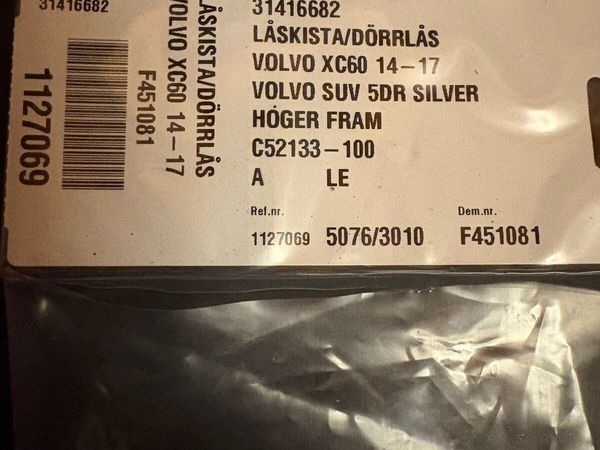 31416682
1127069
F451081
VOLVO XC60 14-17
LÅSKISTA/DÖRRLÅS
31416682
LÅSKISTA/DÖRRLÅS
VOLVO XC60 14-17
VOLVO SUV 5DR SILVER
HÖGER FRAM
C52133-100
A LE
Ref.nr. Dem.nr.
1127069 5076/3010 F451081